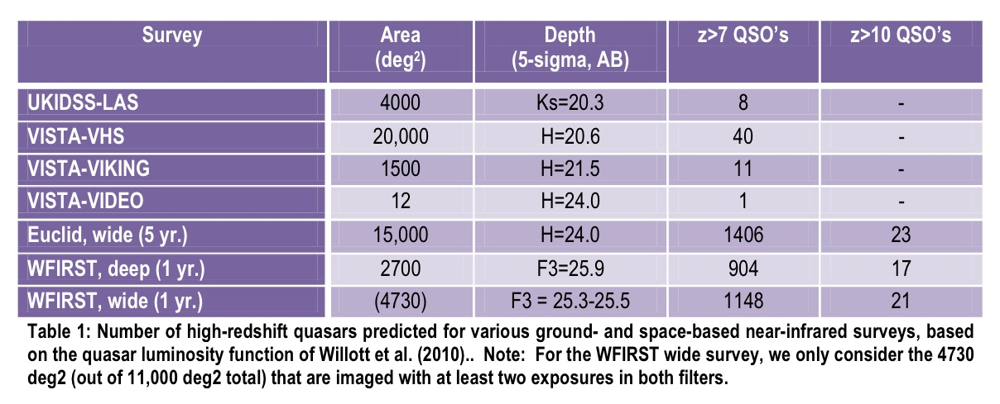 Survey Area (deg²) Depth (5-sigma, AB) z>7 QSO’s z>10 QSO’s
UKIDSS-LAS 4000 Ks=20.3 8 -
VISTA-VHS 20,000 H=20.6 40 -
VISTA-VIKING 1500 H=21.5 11 -
VISTA-VIDEO 12 H=24.0 1 -
Euclid, wide (5 yr.) 15,000 H=24.0 1406 23
WFIRST, deep (1 yr.) 2700 F3=25.9 904 17
WFIRST, wide (1 yr.) (4730) F3 = 25.3-25.5 1148 21
Table 1: Number of high-redshift quasars predicted for various ground- and space-based near-infrared surveys, based
on the quasar luminosity function of Willott et al. (2010).. Note: For the WFIRST wide survey, we only consider the 4730
deg2 (out of 11,000 deg2 total) that are imaged with at least two exposures in both filters.